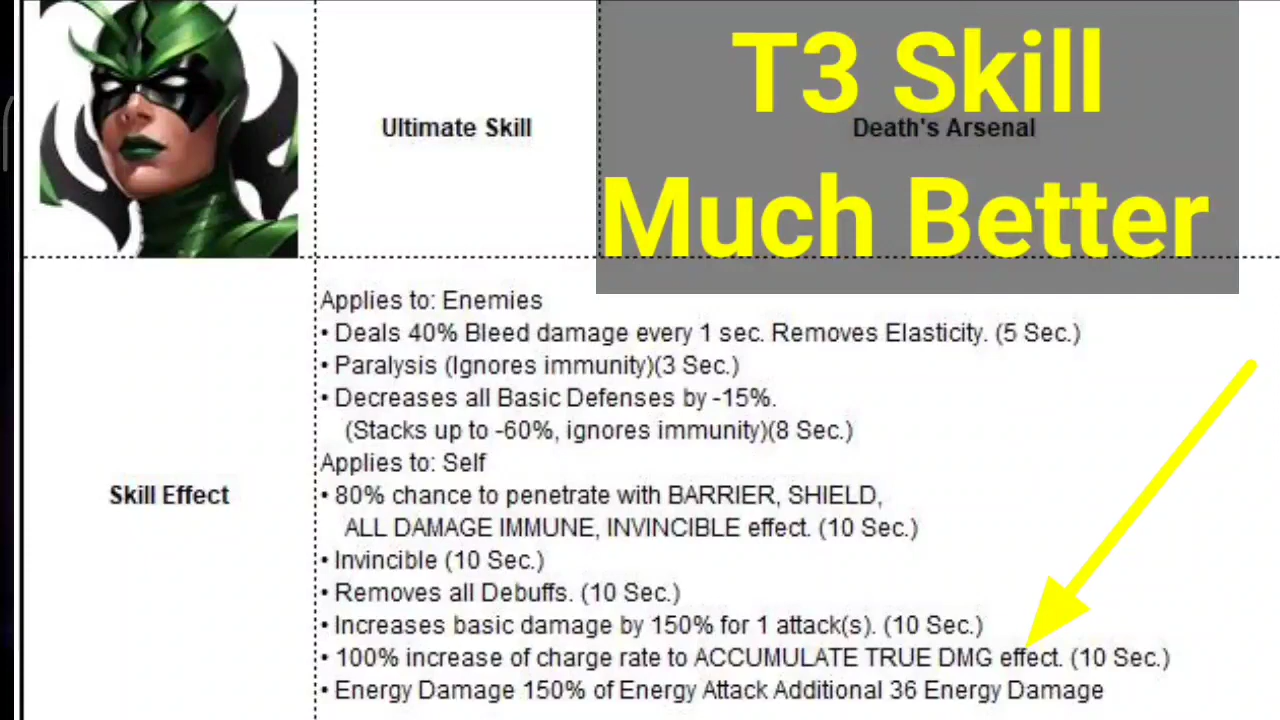 T3 Skill
Ultimate Skill
Death's Arsenal
Much Better
Applies to: Enemies
• Deals 40% Bleed damage every 1 sec. Removes Elasticity. (5 Sec.)
• Paralysis (Ignores immunity)(3 Sec.)
• Decreases all Basic Defenses by -15%.
(Stacks up to -60%, ignores immunity)(8 Sec.)
Applies to: Self
Skill Effect
• 80% chance to penetrate with BARRIER, SHIELD,
ALL DAMAGE IMMUNE, INVINCIBLE effect. (10 Sec.)
• Invincible (10 Sec.)
• Removes all Debuffs. (10 Sec.)
• Increases basic damage by 150% for 1 attack(s). (10 Sec.)
• 100% increase of charge rate to ACCUMULATE TRUE DMG effect. (10 Sec.)
• Energy Damage 150% of Energy Attack Additional 36 Energy Damage